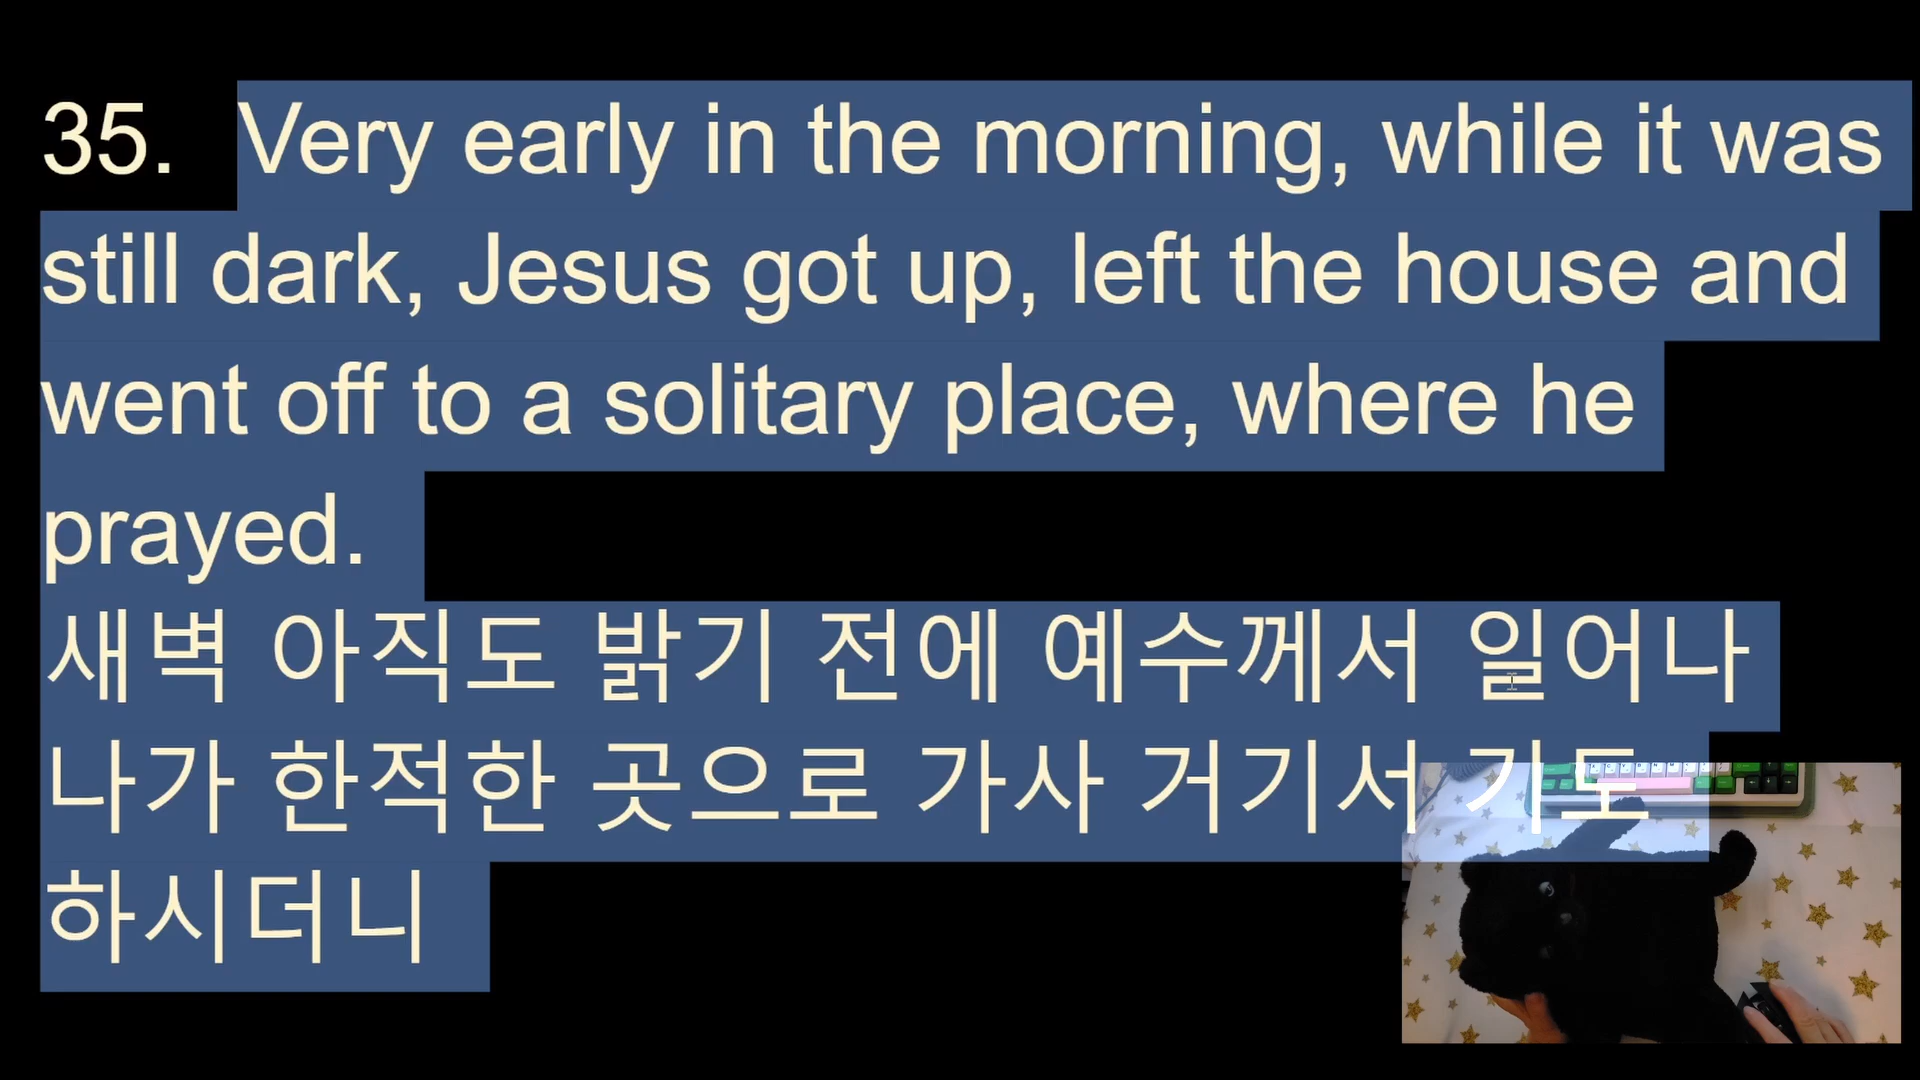 35. Very early in the morning, while it was
still dark, Jesus got up, left the house and
went off to a solitary place, where he
prayed.
새벽 아직도 밝기 전에 예수께서 일어나
나가 한적한 곳으로 가사 거기서 기도
하시더니